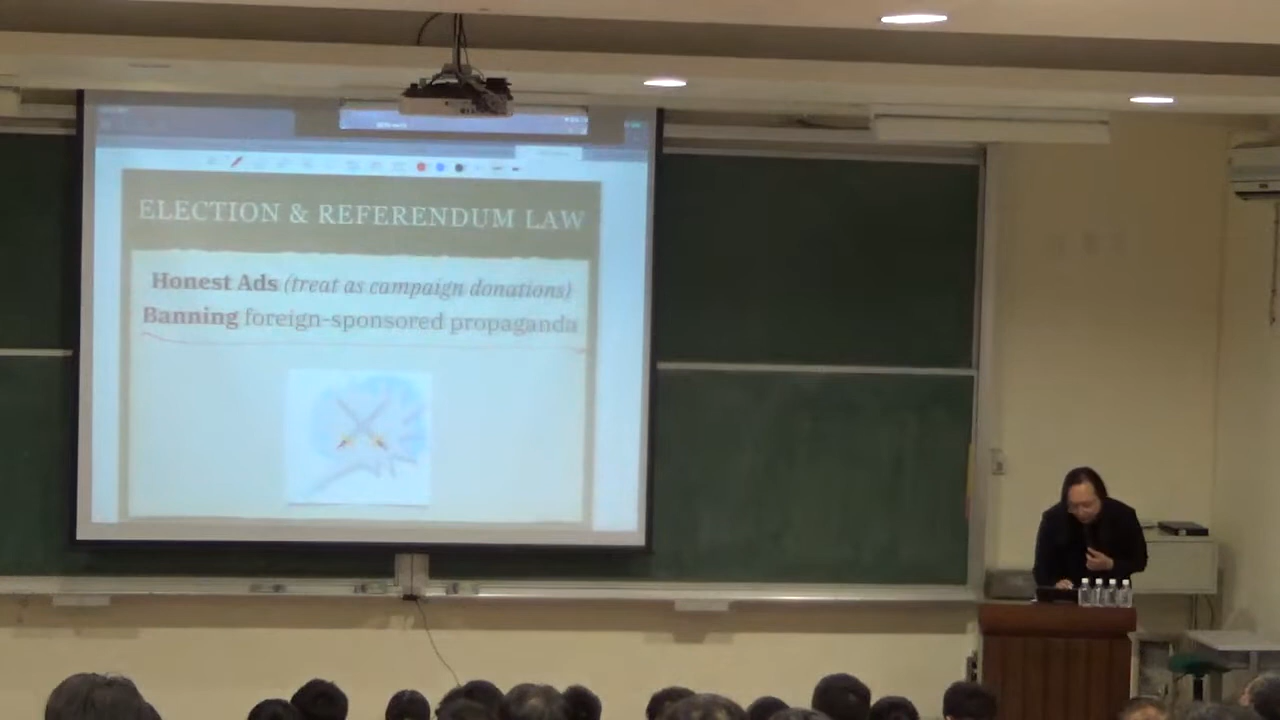 ELECTION & REFERENDUM LAW
Honest Ads (treat as campaign donations)
Banning foreign-sponsored propaganda